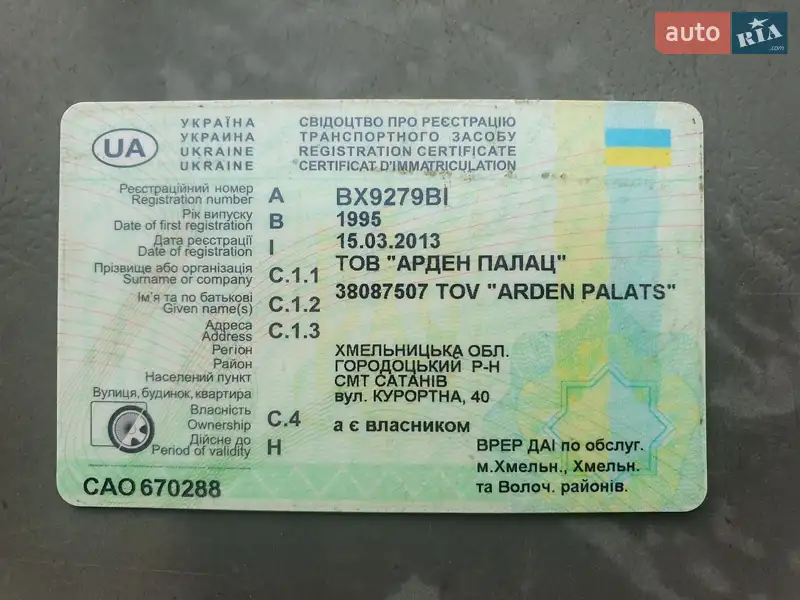 auto RIA .com
UA
УКРАЇНА
УКРАИНА
UKRAINE
UKRAINE
СВІДОЦТВО ПРО РЕЄСТРАЦІЮ
ТРАНСПОРТНОГО ЗАСОБУ
REGISTRATION CERTIFICATE
CERTIFICAT D'IMMATRICULATION
Реєстраційний номер
Registration number A BX9279BI
Рік випуску
Date of first registration B 1995
Дата реєстрації
Date of registration I 15.03.2013
Прізвище або організація
Surname or company C.1.1 ТОВ "АРДЕН ПАЛАЦ"
Ім'я та по батькові
Given name(s) C.1.2 38087507 TOV "ARDEN PALATS"
Адреса
Address C.1.3
Регіон ХМЕЛЬНИЦЬКА ОБЛ.
Район ГОРОДОЦЬКИЙ Р-Н
Населений пункт СМТ САТАНІВ
Вулиця, будинок, квартира вул. КУРОРТНА, 40
Власність
Ownership C.4 а є власником
Дійсне до
Period of validity H
ВРЕР ДАІ по обслуг.
м.Хмельн., Хмельн.
та Волоч. районів.
САО 670288